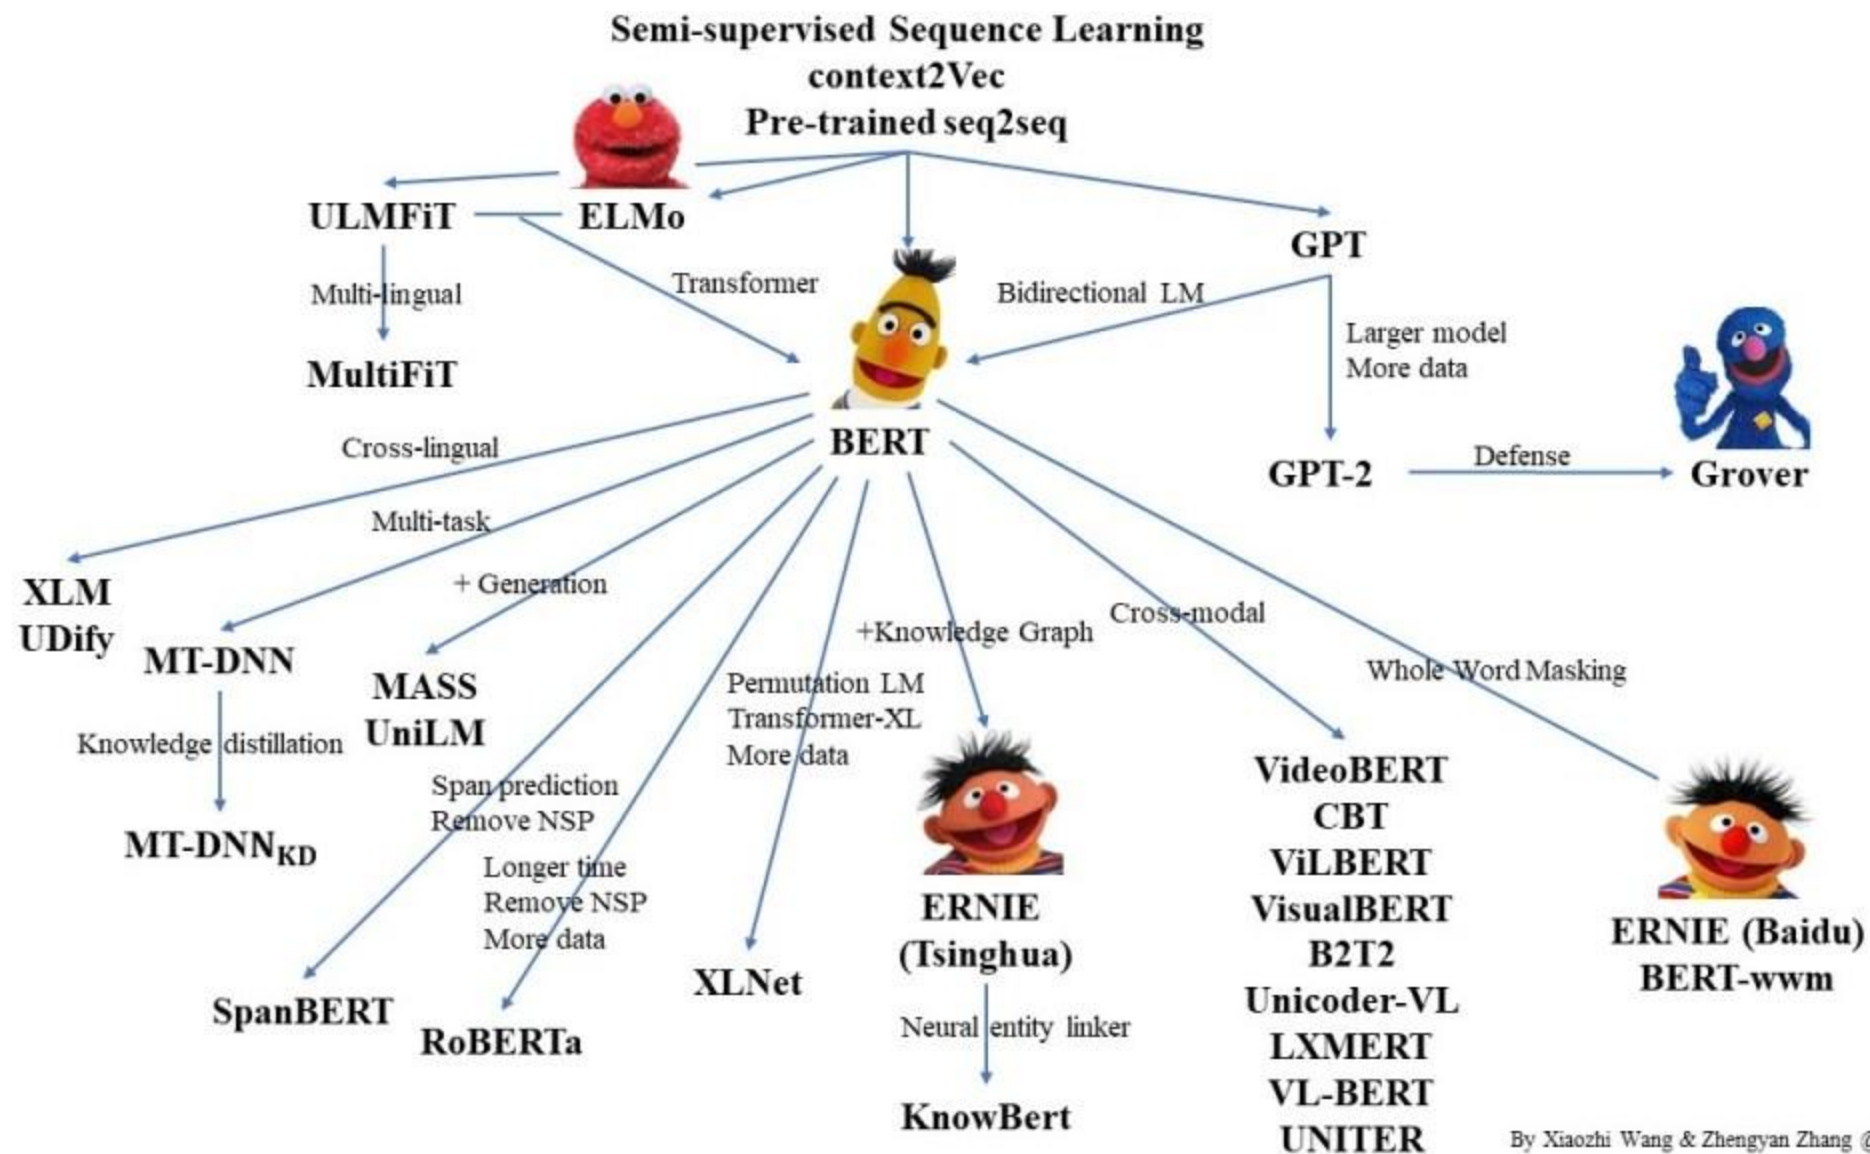 Semi-supervised Sequence Learning
context2Vec
Pre-trained seq2seq
ULMFiT
ELMo
GPT
Multi-lingual
Transformer
Bidirectional LM
Larger model
More data
MultiFiT
BERT
GPT-2
Defense
Grover
Cross-lingual
Multi-task
+ Generation
+Knowledge Graph
Cross-modal
Whole Word Masking
XLM
UDify
MT-DNN
MASS
UniLM
Knowledge distillation
MT-DNNKD
Permutation LM
Transformer-XL
More data
Span prediction
Remove NSP
Longer time
Remove NSP
More data
SpanBERT
RoBERTa
XLNet
ERNIE
(Tsinghua)
Neural entity linker
KnowBert
VideoBERT
CBT
ViLBERT
VisualBERT
B2T2
Unicoder-VL
LXMERT
VL-BERT
UNITER
ERNIE (Baidu)
BERT-wwm
By Xiaozhi Wang & Zhengyan Zhang @